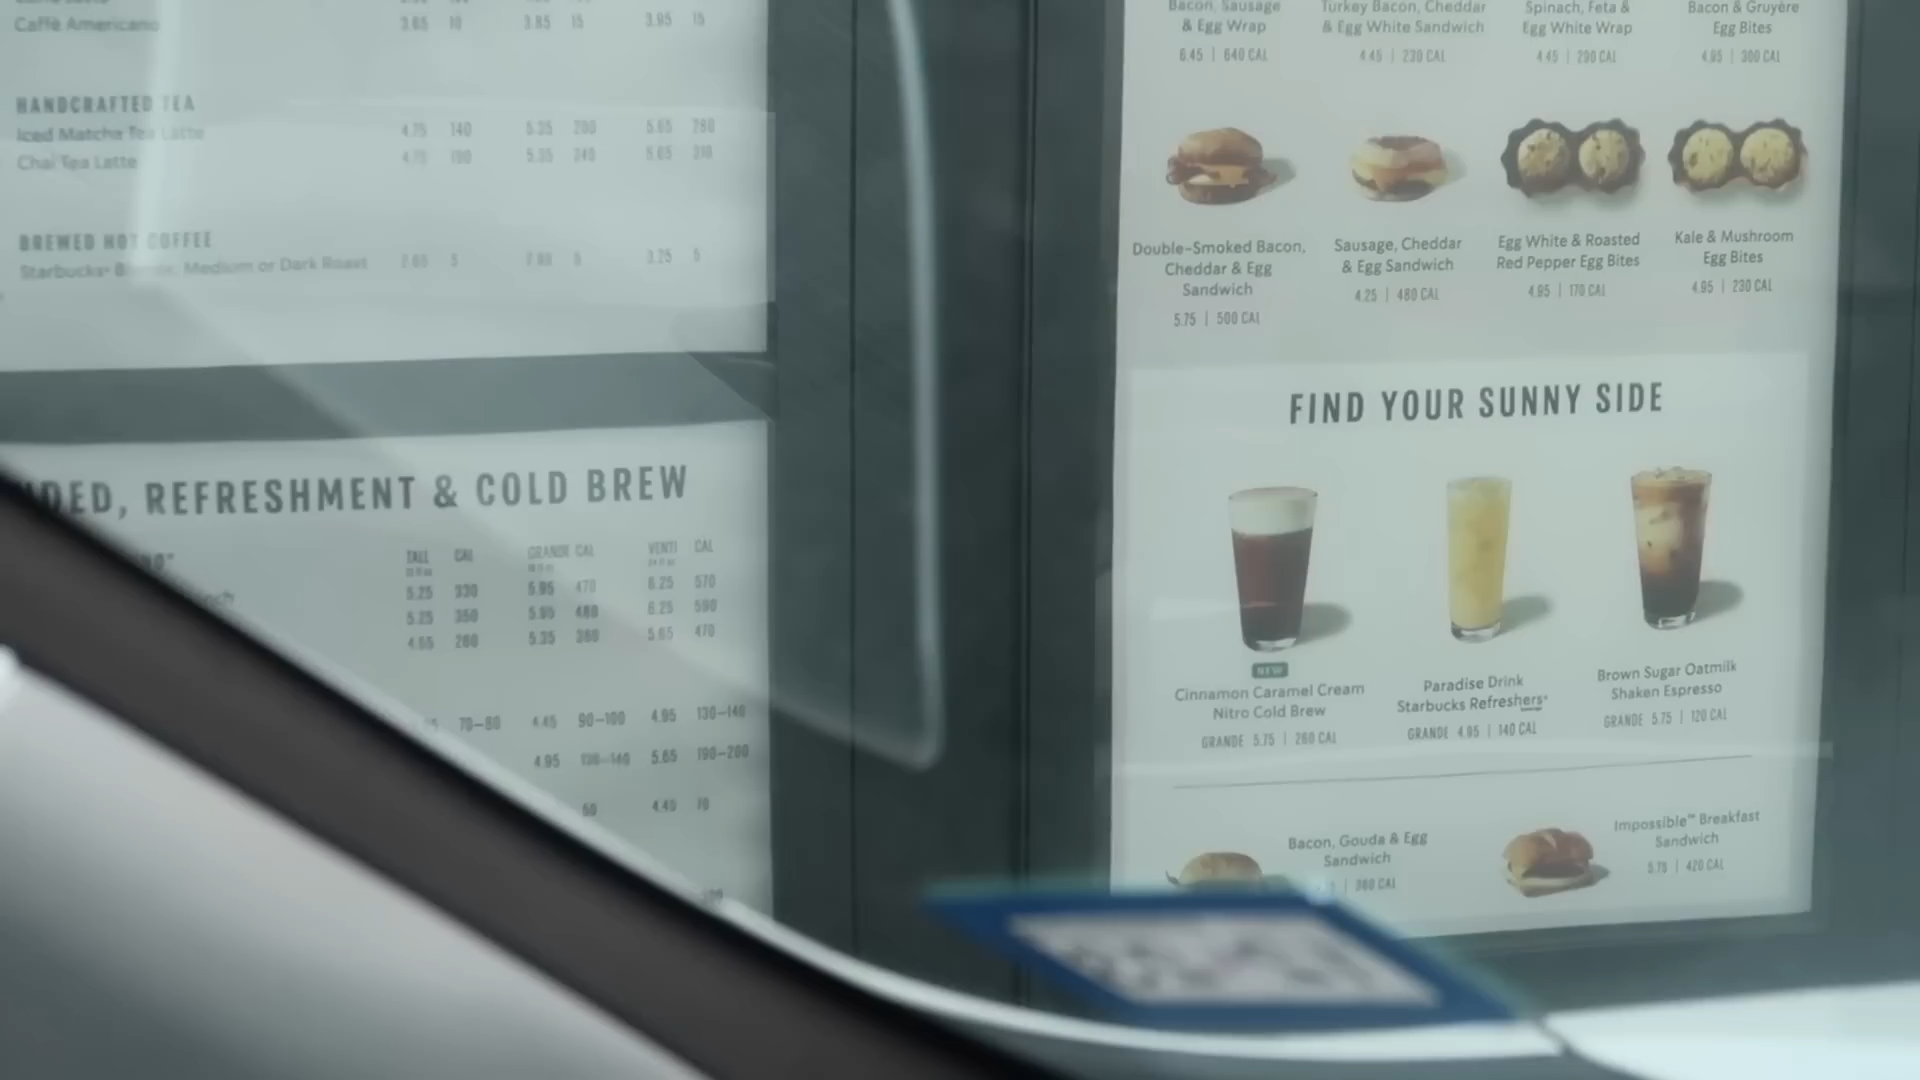 Caffè Americano 3.65 10 3.85 15 3.95 15
HANDCRAFTED TEA
Iced Matcha Tea Latte 4.75 140 5.35 200 5.65 280
Chai Tea Latte 5.35 240 5.65 310
BREWED HOT COFFEE
Starbucks® Medium or Dark Roast 3.25 5
REFRESHMENT & COLD BREW
TALL CAL GRANDE CAL VENTI CAL
5.25 330 5.95 470 6.25 570
5.25 350 5.95 480 6.25 590
4.65 260 5.35 380 5.65 470
70–80 4.45 90–100 4.95 130–140
4.95 130–140 5.65 190–200
4.45 70
Bacon, Sausage
& Egg Wrap
6.45 | 640 CAL
Turkey Bacon, Cheddar
& Egg White Sandwich
4.45 | 230 CAL
Spinach, Feta &
Egg White Wrap
4.45 | 290 CAL
Bacon & Gruyère
Egg Bites
4.95 | 300 CAL
Double-Smoked Bacon,
Cheddar & Egg
Sandwich
5.75 | 500 CAL
Sausage, Cheddar
& Egg Sandwich
4.25 | 480 CAL
Egg White & Roasted
Red Pepper Egg Bites
4.95 | 170 CAL
Kale & Mushroom
Egg Bites
4.95 | 230 CAL
FIND YOUR SUNNY SIDE
NEW
Cinnamon Caramel Cream
Nitro Cold Brew
GRANDE 5.75 | 260 CAL
Paradise Drink
Starbucks Refreshers®
GRANDE 4.95 | 140 CAL
Brown Sugar Oatmilk
Shaken Espresso
GRANDE 5.75 | 120 CAL
Bacon, Gouda & Egg
Sandwich
| 360 CAL
Impossible™ Breakfast
Sandwich
5.75 | 420 CAL